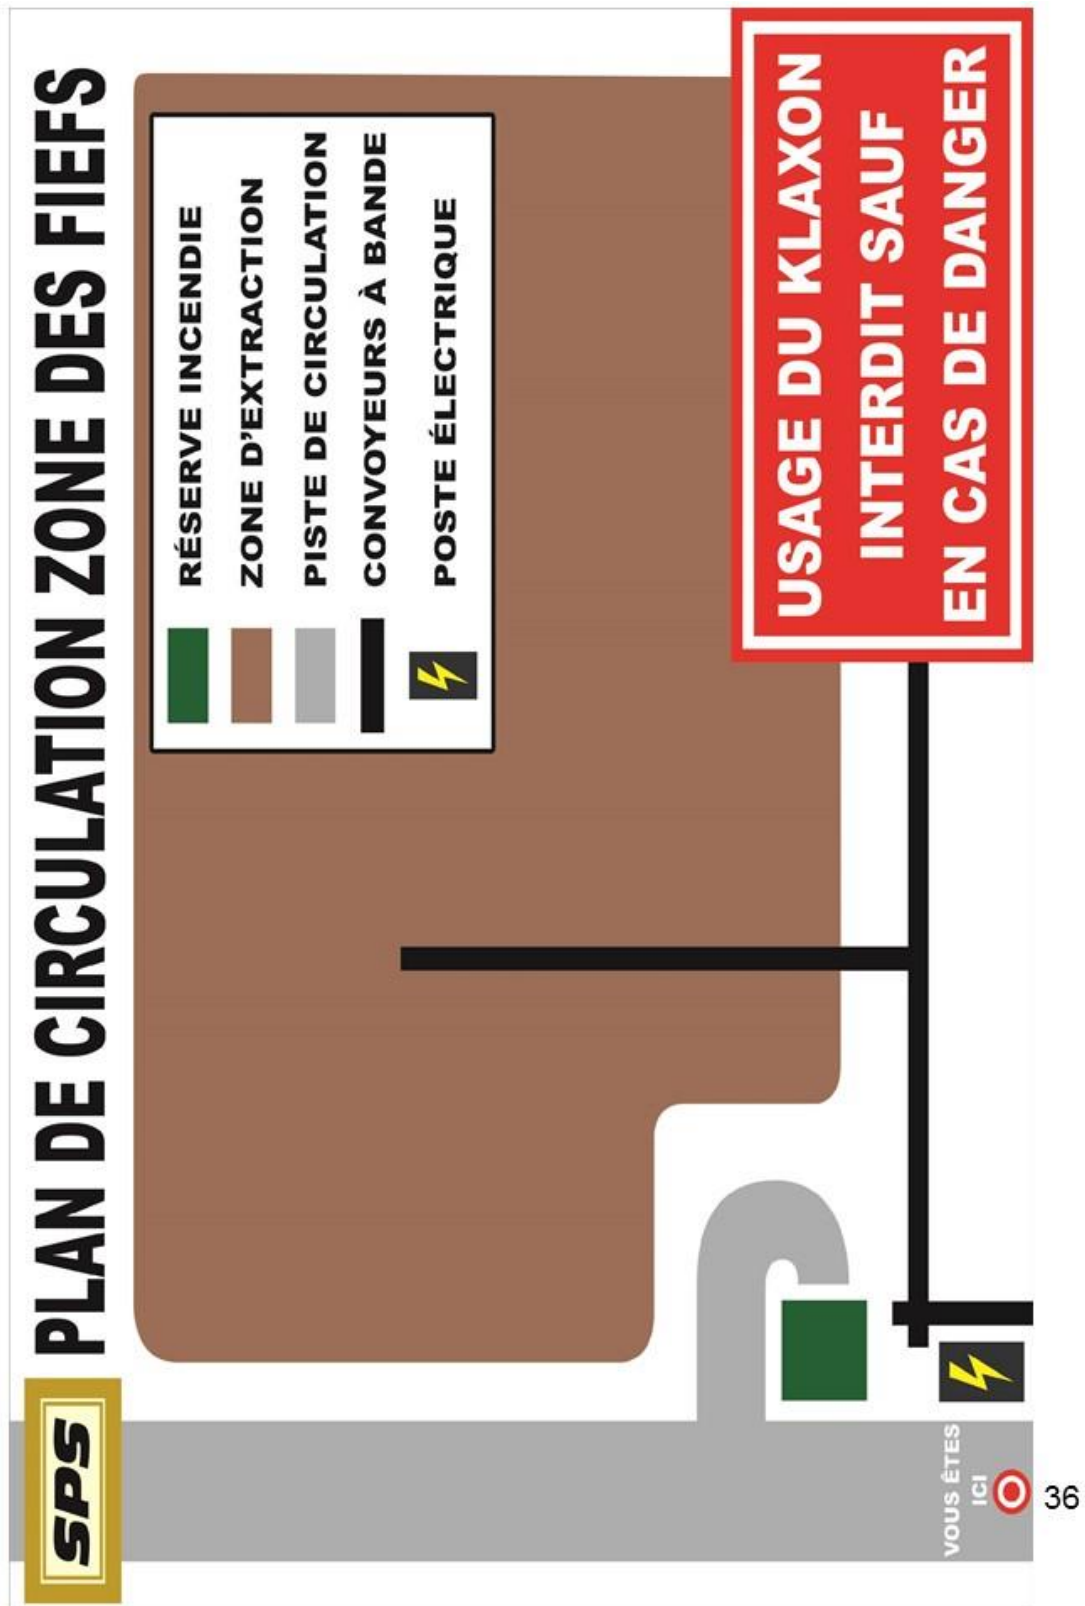 SPS
PLAN DE CIRCULATION ZONE DES FIEFS
RÉSERVE INCENDIE
ZONE D'EXTRACTION
PISTE DE CIRCULATION
CONVOYEURS À BANDE
POSTE ÉLECTRIQUE
USAGE DU KLAXON
INTERDIT SAUF
EN CAS DE DANGER
VOUS ÊTES
ICI
36